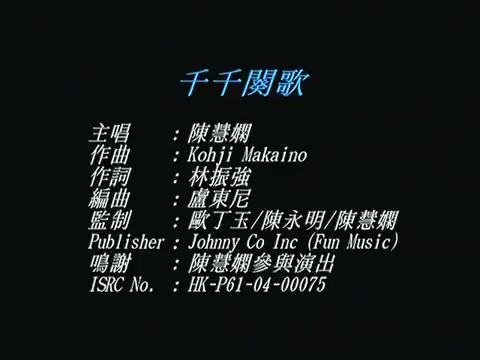 千千闋歌
主唱 : 陳慧嫻
作曲 : Kohji Makaino
作詞 : 林振強
編曲 : 盧東尼
監制 : 歐丁玉/陳永明/陳慧嫻
Publisher : Johnny Co Inc (Fun Music)
鳴謝 : 陳慧嫻參與演出
ISRC No. : HK-P61-04-00075